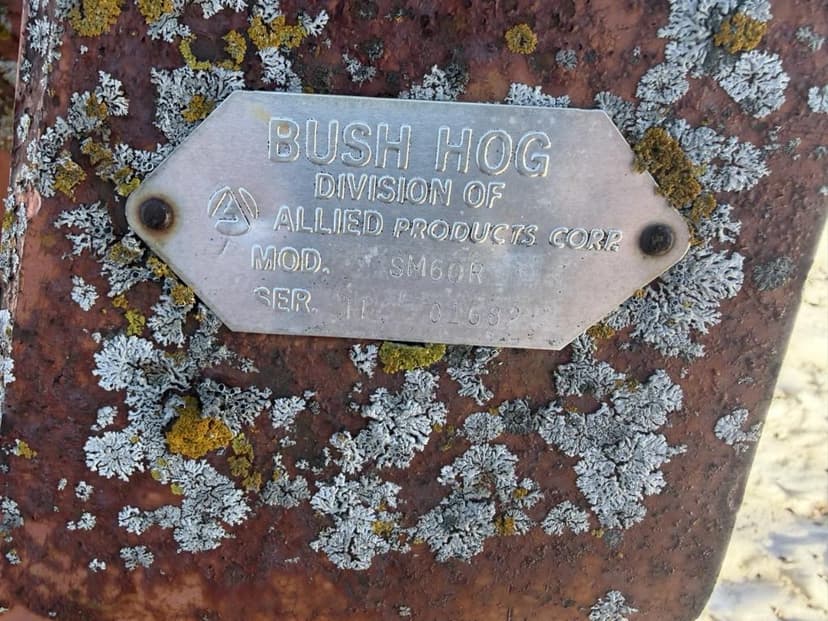 BUSH HOG
DIVISION OF
ALLIED PRODUCTS CORP.
MOD. SM60R
SER.